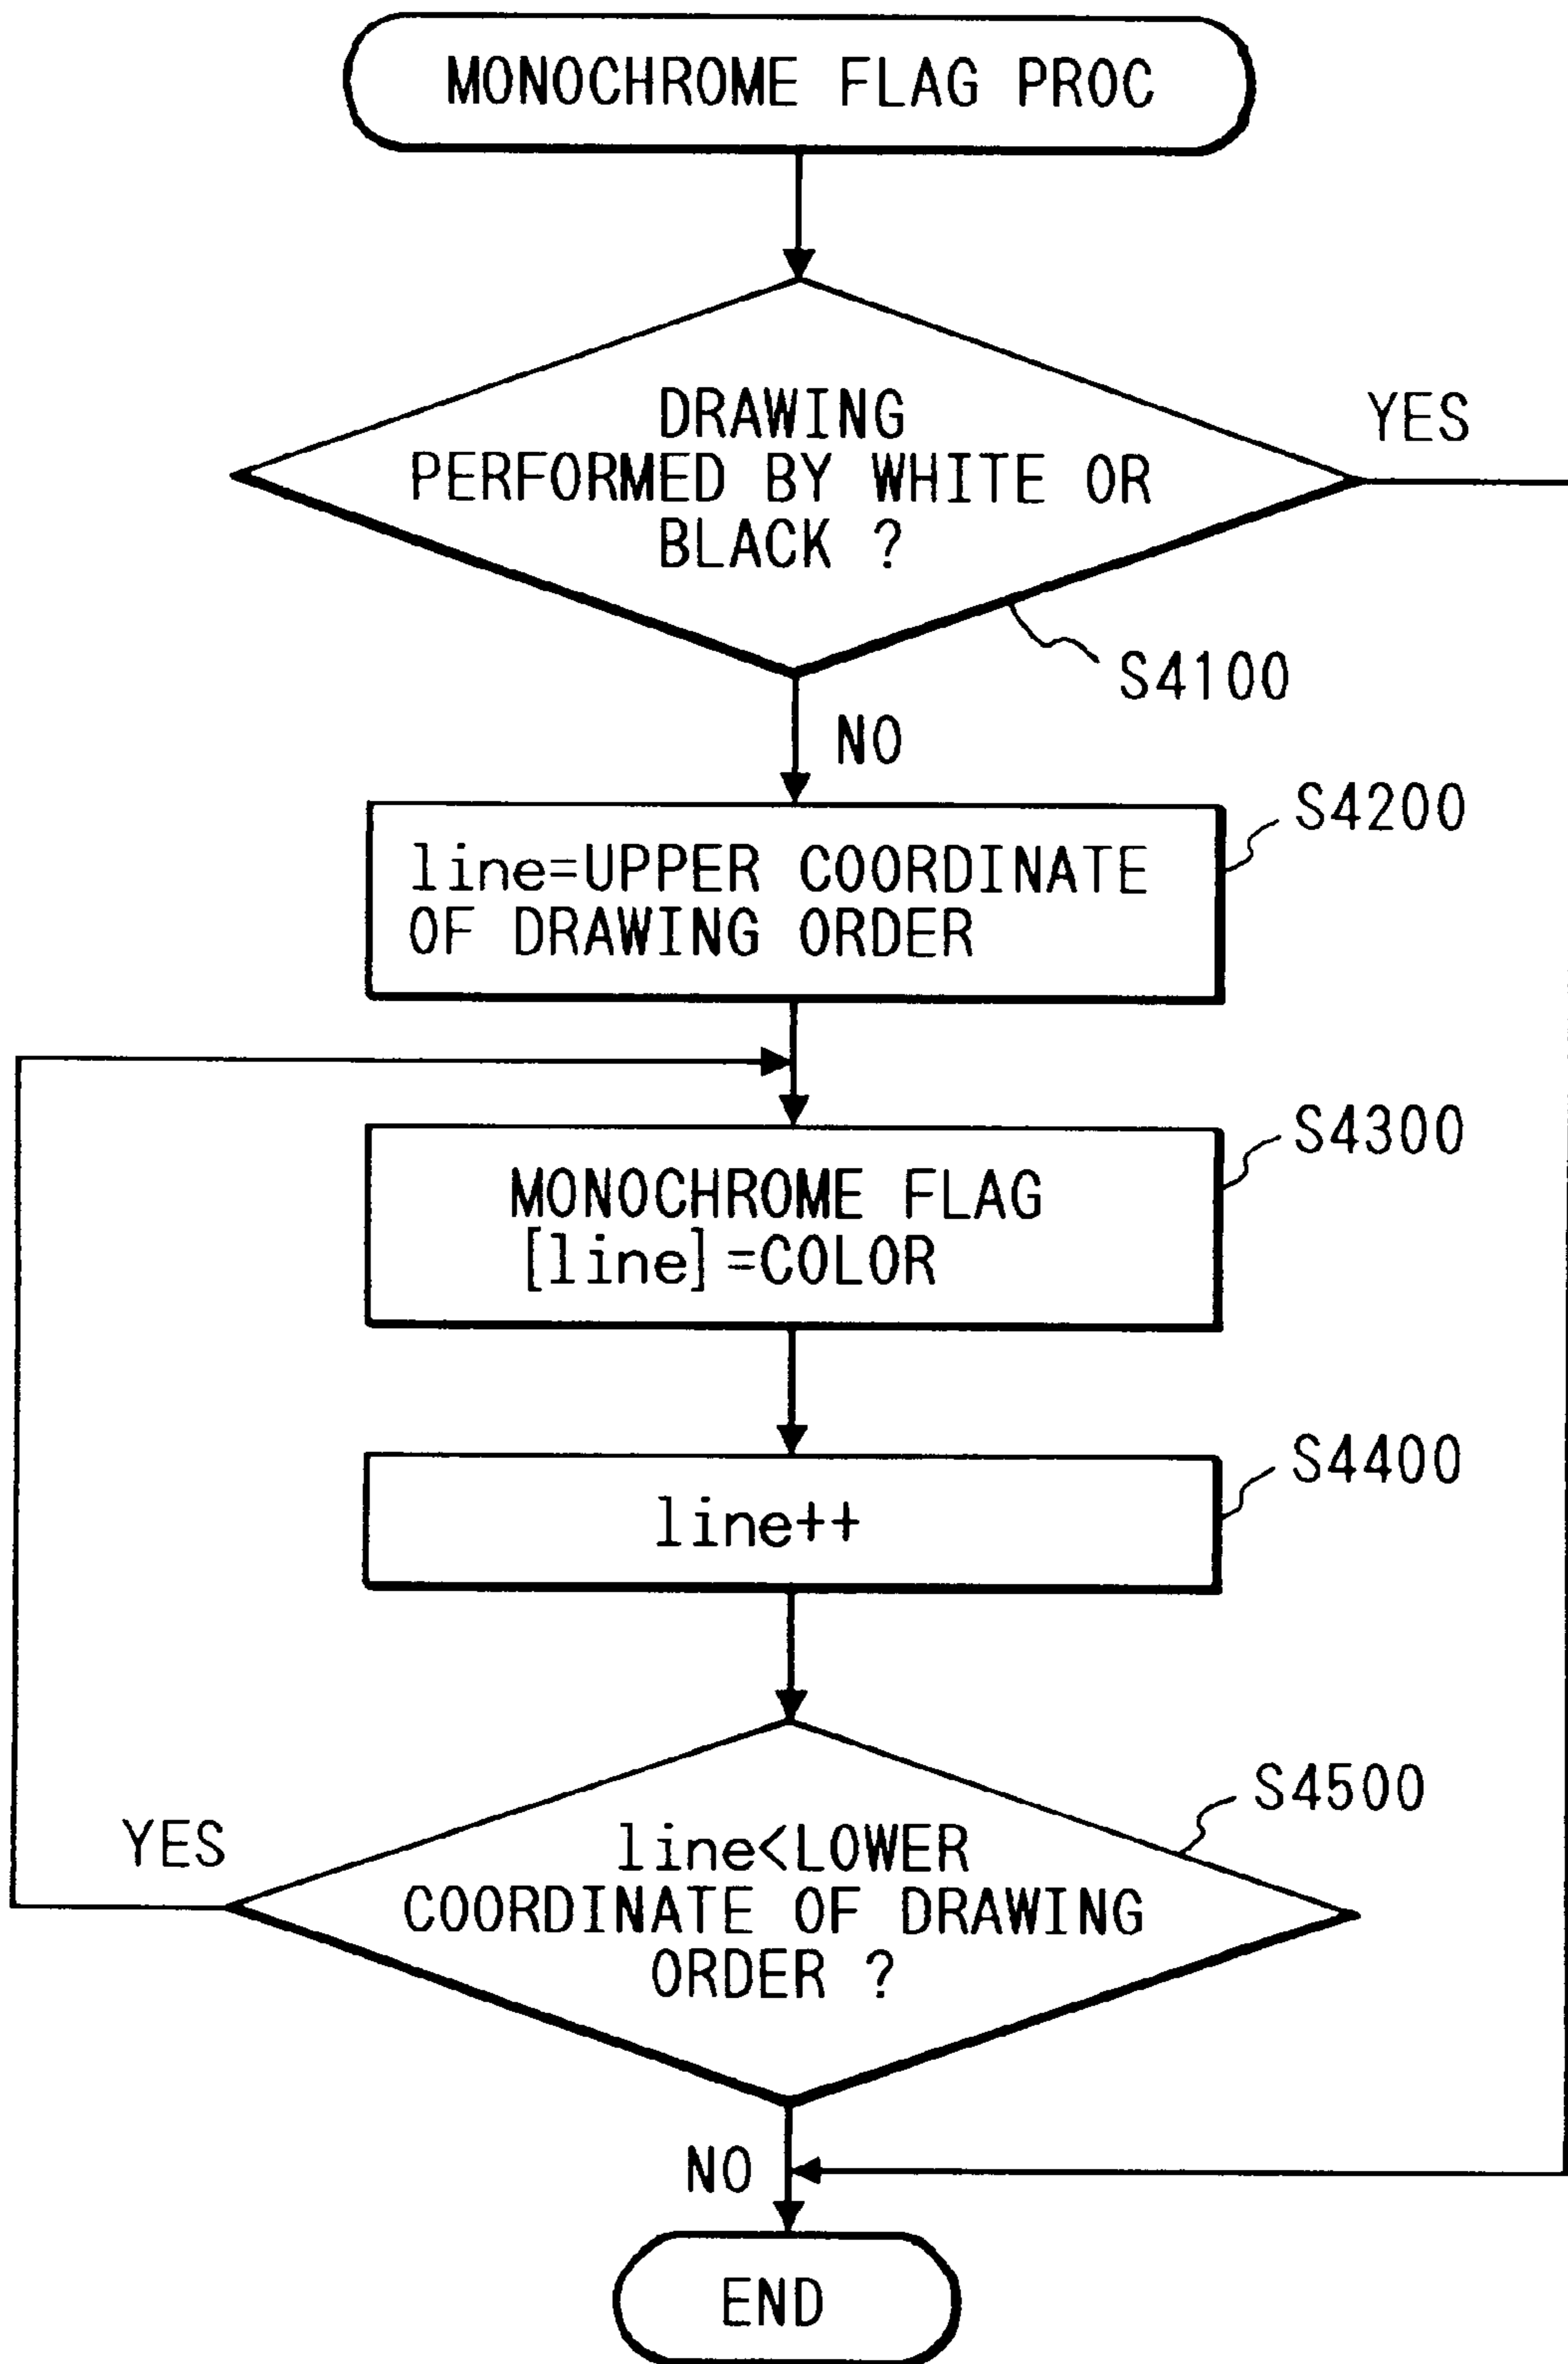 MONOCHROME FLAG PROC
DRAWING
PERFORMED BY WHITE OR
BLACK ?
YES
S4100
NO
S4200
line=UPPER COORDINATE
OF DRAWING ORDER
S4300
MONOCHROME FLAG
[line]=COLOR
S4400
line++
S4500
YES
line<LOWER
COORDINATE OF DRAWING
ORDER ?
NO
END